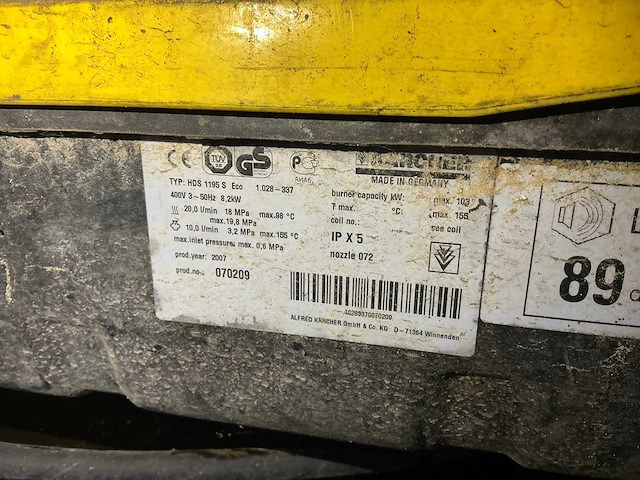 CE TÜV GS
KÄRCHER
MADE IN GERMANY
TYP: HDS 1195 S Eco 1.028-337
400V 3~50Hz 8,2kW
20,0 l/min 18 MPa max.98 °C
max.19,8 MPa
10,0 l/min 3,2 MPa max.155 °C
max.inlet pressure: max. 0,6 MPa
prod.year: 2007
prod.no.: 070209
burner capacity kW: max. 103
T max. °C: max. 155
coil no.: see coil
IP X 5
nozzle 072
10283370070209
ALFRED KÄRCHER GmbH & Co. KG D-71364 Winnenden
L
89